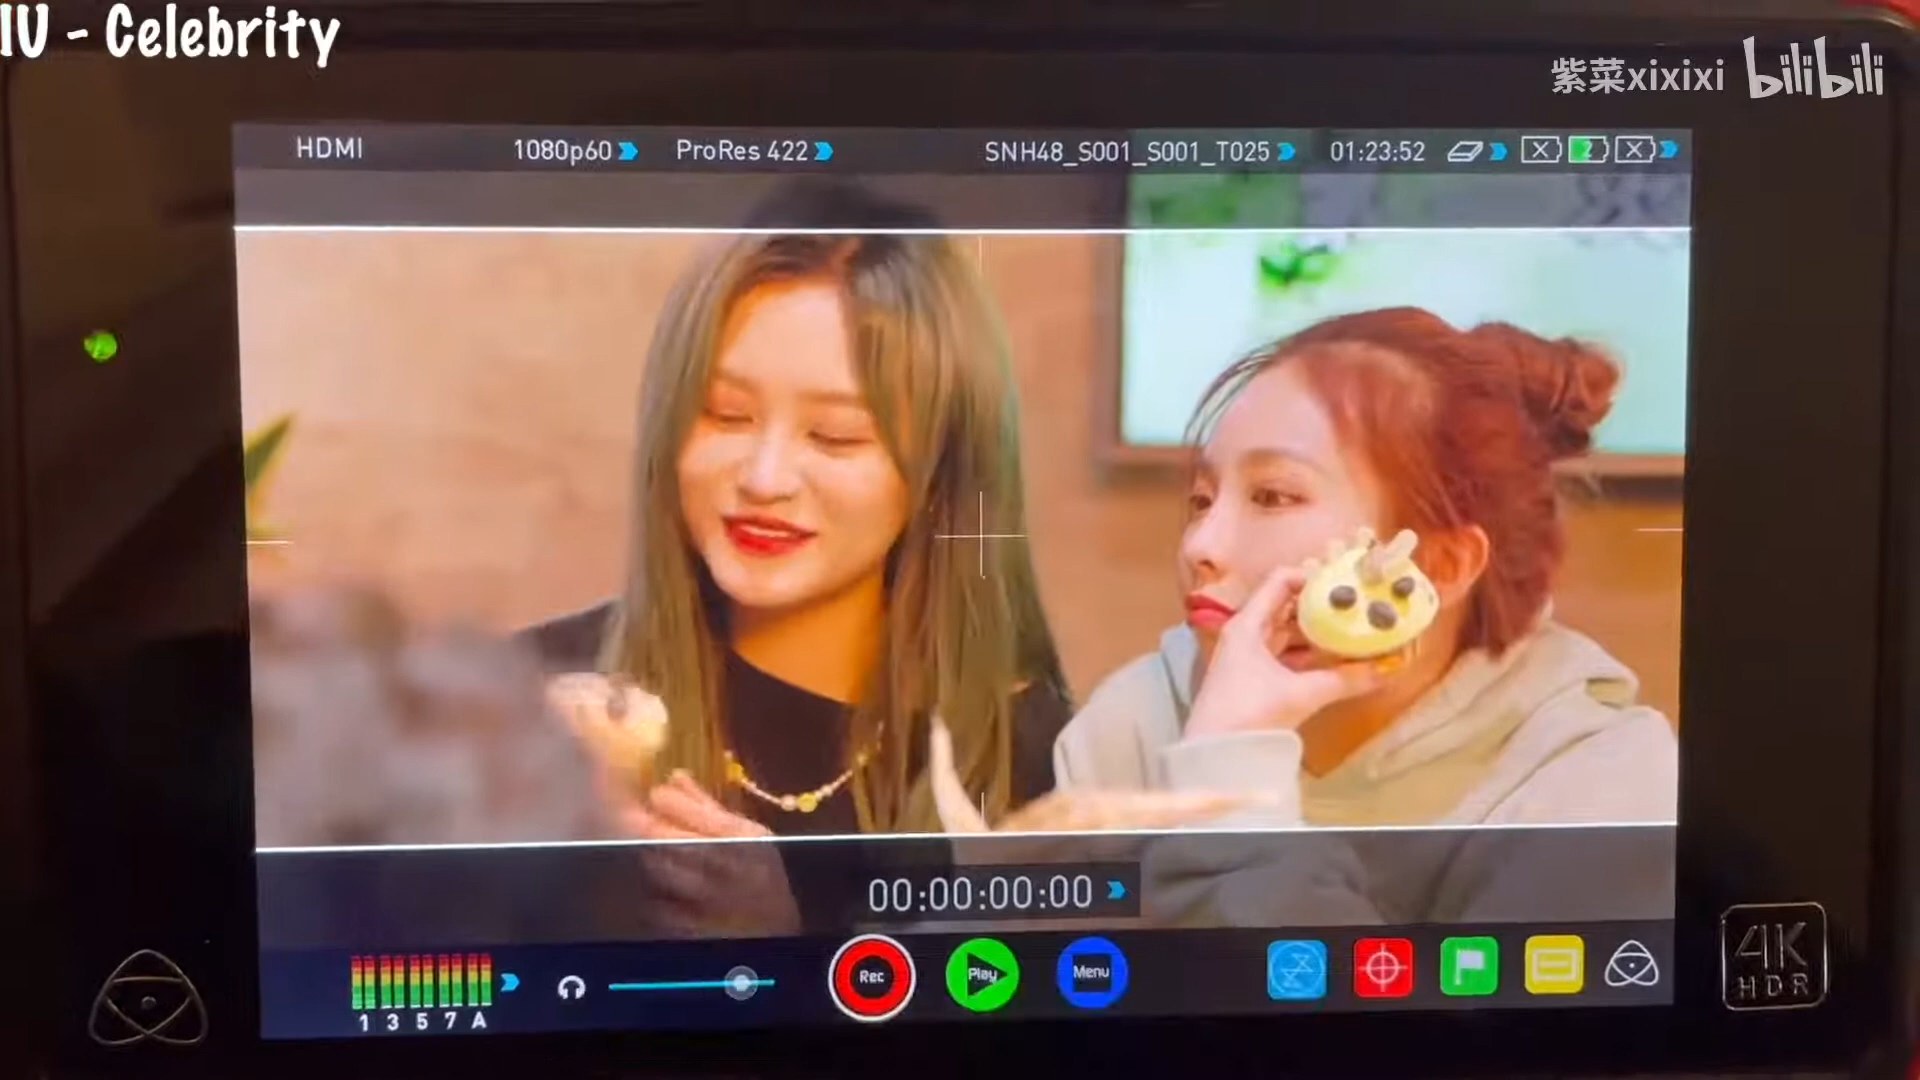 IU - Celebrity
紫菜xixixi bilibili
HDMI 1080p60 ProRes 422 SNH48_S001_S001_T025 01:23:52 2
00:00:00:00
Rec Play Menu
1 3 5 7 A
4K
HDR